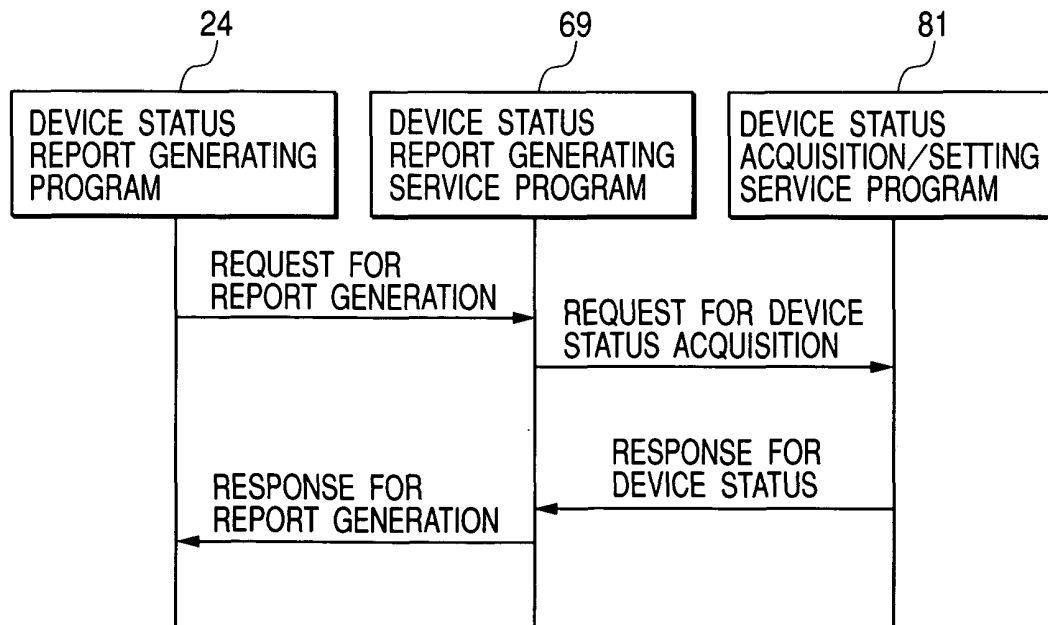 24
69
81
DEVICE STATUS
REPORT GENERATING
PROGRAM
DEVICE STATUS
REPORT GENERATING
SERVICE PROGRAM
DEVICE STATUS
ACQUISITION/SETTING
SERVICE PROGRAM
REQUEST FOR
REPORT GENERATION
REQUEST FOR DEVICE
STATUS ACQUISITION
RESPONSE FOR
DEVICE STATUS
RESPONSE FOR
REPORT GENERATION